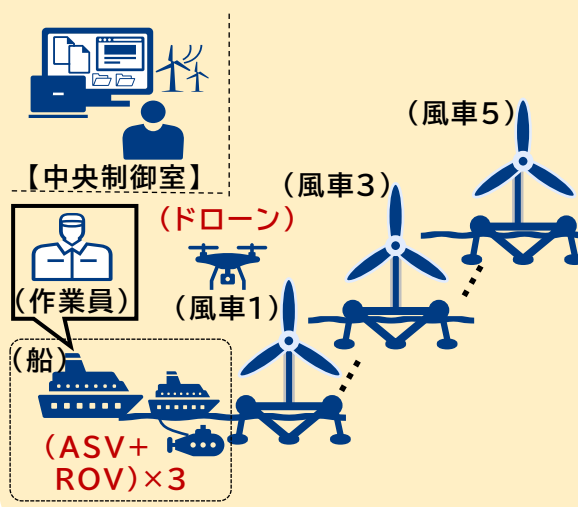 【中央制御室】
(風車5)
(風車3)
(ドローン)
(作業員)
(風車1)
(船)
(ASV+
ROV)×3